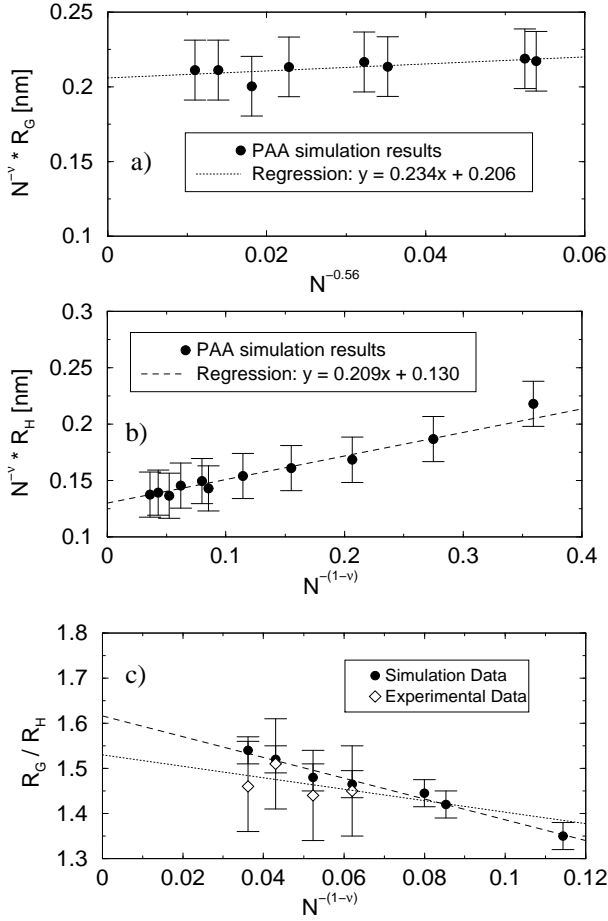 0.25
0.2
0.15
0.1
N^{-ν} * R_G [nm]
a)
PAA simulation results
Regression: y = 0.234x + 0.206
0
0.02
0.04
0.06
N^{-0.56}
0.3
0.25
0.2
0.15
0.1
N^{-ν} * R_H [nm]
PAA simulation results
Regression: y = 0.209x + 0.130
b)
0
0.1
0.2
0.3
0.4
N^{-(1-ν)}
1.8
1.7
1.6
1.5
1.4
1.3
R_G / R_H
c)
Simulation Data
Experimental Data
0
0.02
0.04
0.06
0.08
0.1
0.12
N^{-(1-ν)}